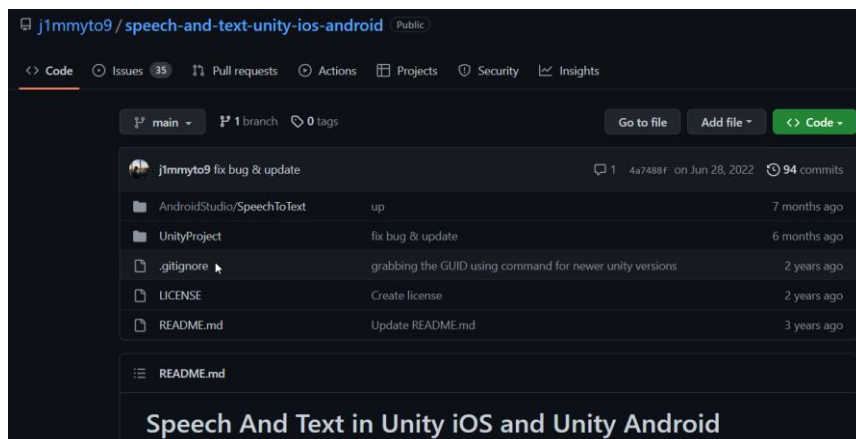 j1mmyto9 / speech-and-text-unity-ios-android Public
<> Code Issues 35 Pull requests Actions Projects Security Insights
main 1 branch 0 tags Go to file Add file <> Code
j1mmyto9 fix bug & update 1 4a7488f on Jun 28, 2022 94 commits
AndroidStudio/SpeechToText up 7 months ago
UnityProject fix bug & update 6 months ago
.gitignore grabbing the GUID using command for newer unity versions 2 years ago
LICENSE Create license 2 years ago
README.md Update README.md 3 years ago
README.md
Speech And Text in Unity iOS and Unity Android